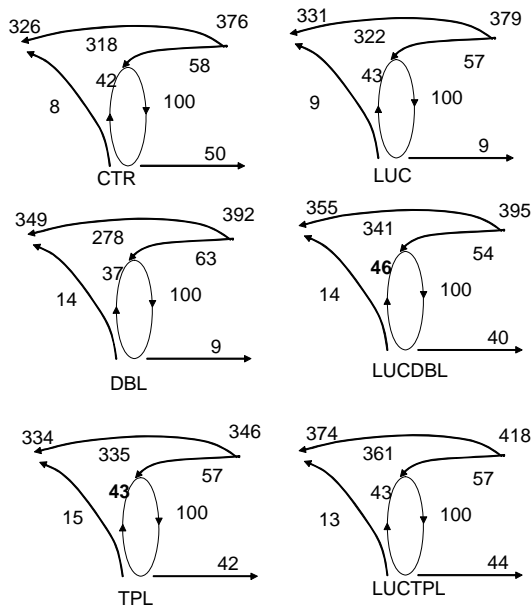 326 376 331 379
318 322
42 58 43 57
8 100 9 100
50 9
CTR LUC
349 392 355 395
278 341
37 63 46 54
14 100 14 100
9 40
DBL LUCDBL
334 346 374 418
335 361
43 57 43 57
15 100 13 100
42 44
TPL LUCTPL